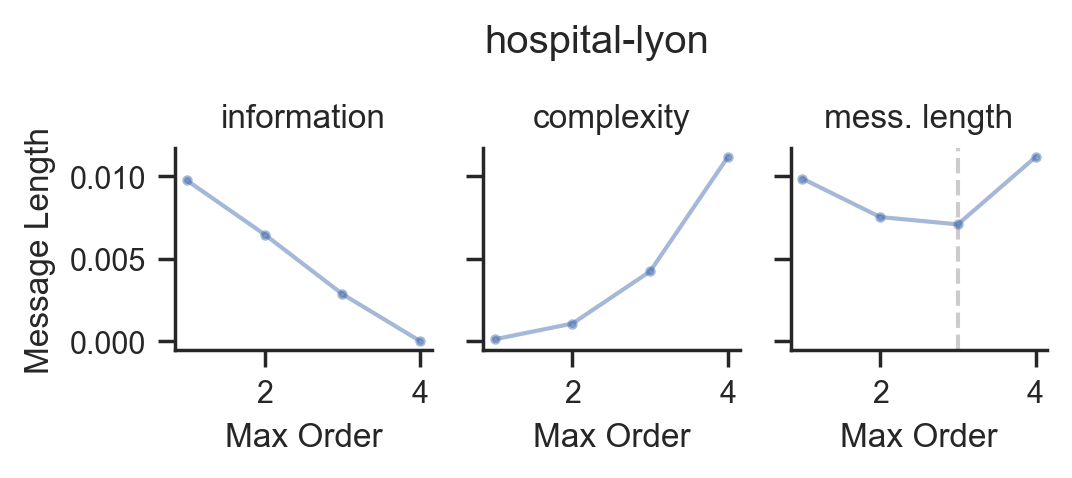 hospital-lyon
information
complexity
mess. length
Message Length
0.010
0.005
0.000
2
4
2
4
2
4
Max Order
Max Order
Max Order